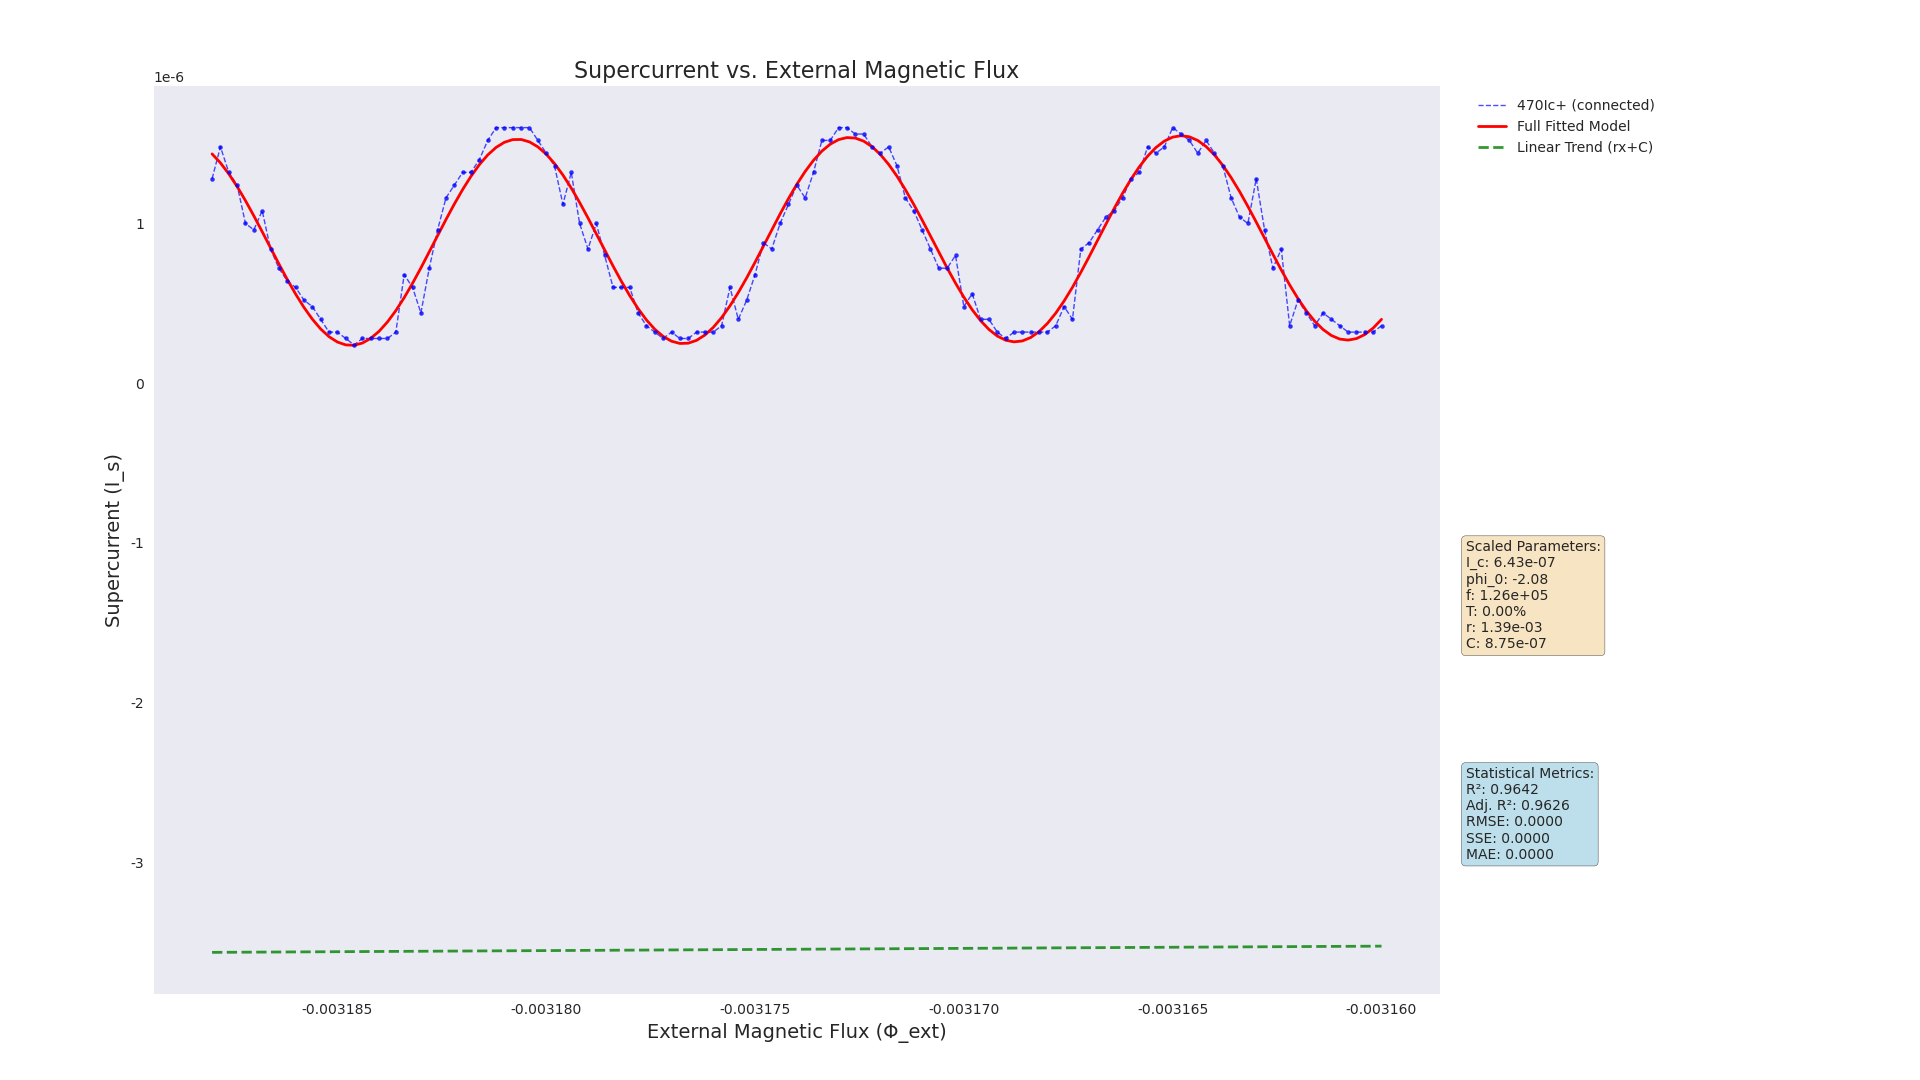 Supercurrent vs. External Magnetic Flux
1e-6
1
0
-1
-2
-3
Supercurrent (I_s)
-0.003185
-0.003180
-0.003175
-0.003170
-0.003165
-0.003160
External Magnetic Flux (Φ_ext)
470Ic+ (connected)
Full Fitted Model
Linear Trend (rx+C)
Scaled Parameters:
I_c: 6.43e-07
phi_0: -2.08
f: 1.26e+05
T: 0.00%
r: 1.39e-03
C: 8.75e-07
Statistical Metrics:
R²: 0.9642
Adj. R²: 0.9626
RMSE: 0.0000
SSE: 0.0000
MAE: 0.0000